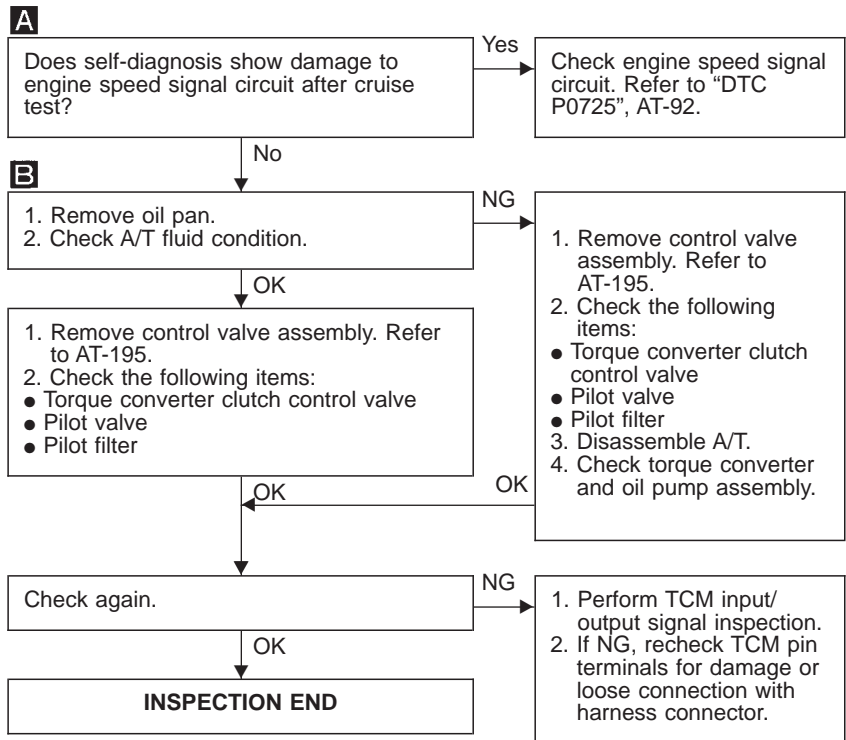 A
Does self-diagnosis show damage to
engine speed signal circuit after cruise
test?
Yes
Check engine speed signal
circuit. Refer to “DTC
P0725”, AT-92.
No
B
1. Remove oil pan.
2. Check A/T fluid condition.
NG
1. Remove control valve
assembly. Refer to
AT-195.
2. Check the following
items:
● Torque converter clutch
control valve
● Pilot valve
● Pilot filter
3. Disassemble A/T.
4. Check torque converter
and oil pump assembly.
OK
1. Remove control valve assembly. Refer
to AT-195.
2. Check the following items:
● Torque converter clutch control valve
● Pilot valve
● Pilot filter
OK
OK
Check again.
NG
1. Perform TCM input/
output signal inspection.
2. If NG, recheck TCM pin
terminals for damage or
loose connection with
harness connector.
OK
INSPECTION END